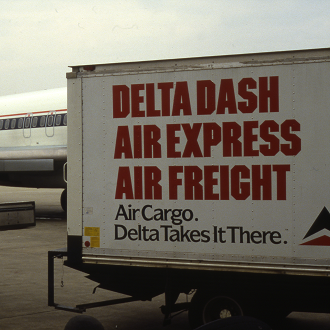 DELTA DASH
AIR EXPRESS
AIR FREIGHT
Air Cargo.
Delta Takes It There.